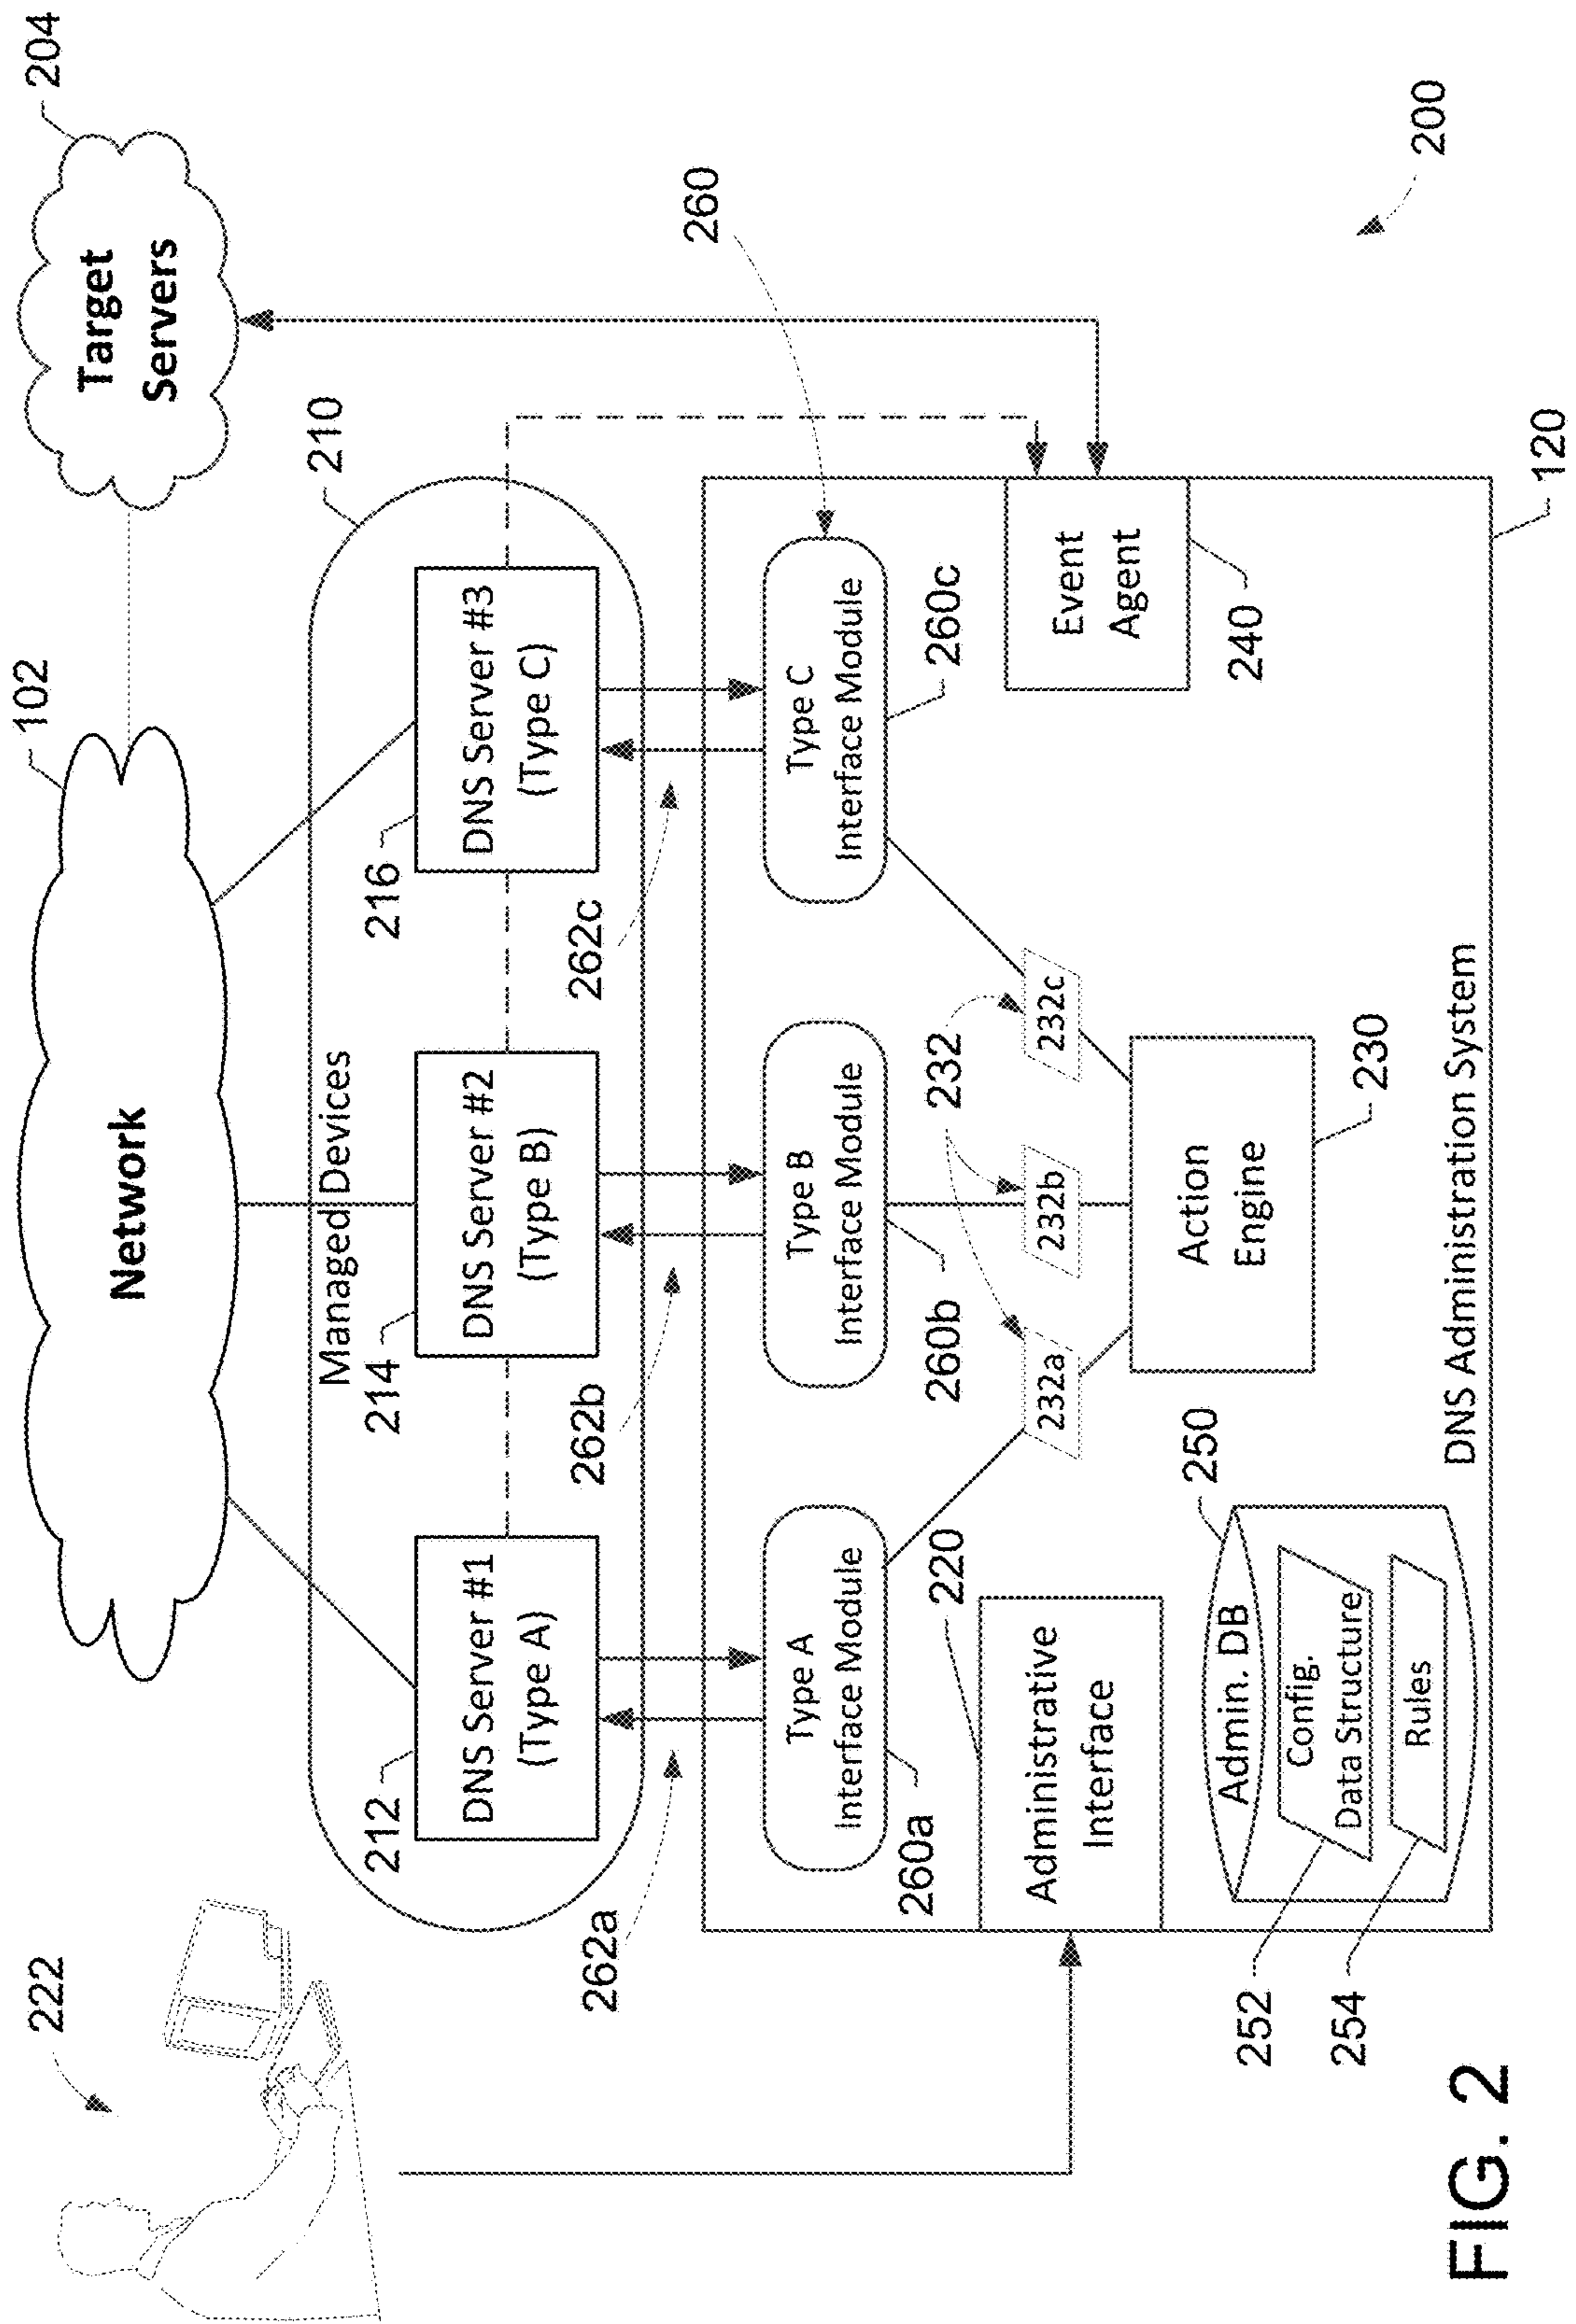 222
102
204
Network
Target
Servers
210
Managed Devices
212
214
216
DNS Server #1
(Type A)
DNS Server #2
(Type B)
DNS Server #3
(Type C)
262a
262b
262c
260
Type A
Interface Module
Type B
Interface Module
Type C
Interface Module
260a
220
260b
232
260c
Administrative
Interface
232a
232b
232c
Event
Agent
250
240
Admin. DB
Action
Engine
252
Config.
Data Structure
230
254
Rules
DNS Administration System
120
200
FIG. 2